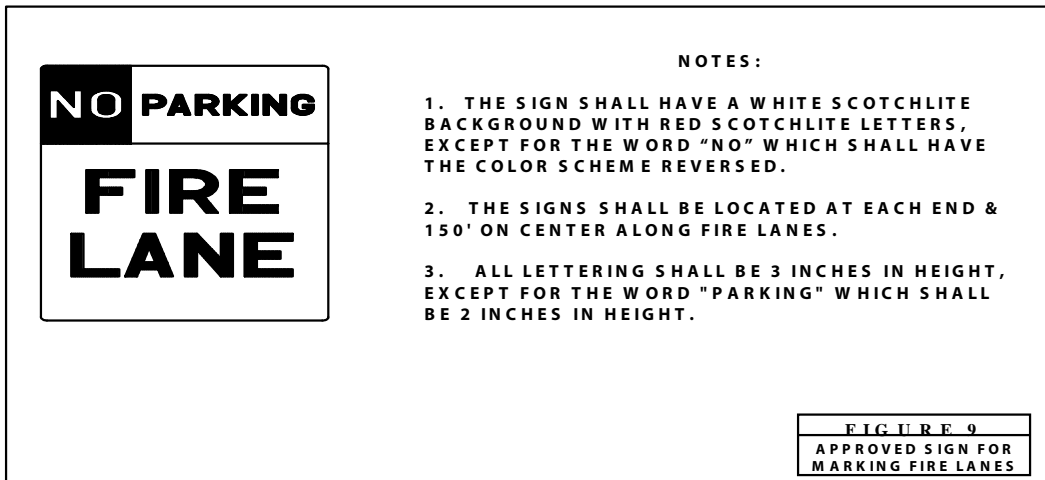 NO PARKING
FIRE
LANE
NOTES:
1. THE SIGN SHALL HAVE A WHITE SCOTCHLITE
BACKGROUND WITH RED SCOTCHLITE LETTERS,
EXCEPT FOR THE WORD “NO” WHICH SHALL HAVE
THE COLOR SCHEME REVERSED.
2. THE SIGNS SHALL BE LOCATED AT EACH END &
150' ON CENTER ALONG FIRE LANES.
3. ALL LETTERING SHALL BE 3 INCHES IN HEIGHT,
EXCEPT FOR THE WORD "PARKING" WHICH SHALL
BE 2 INCHES IN HEIGHT.
FIGURE 9
APPROVED SIGN FOR
MARKING FIRE LANES